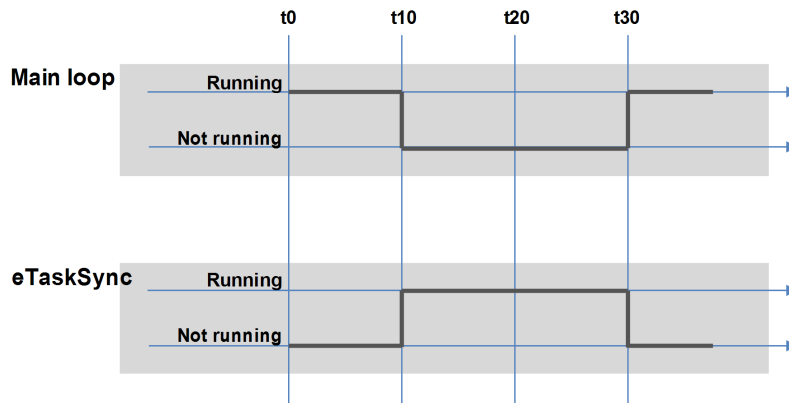 t0 t10 t20 t30
Main loop
Running
Not running
eTaskSync
Running
Not running